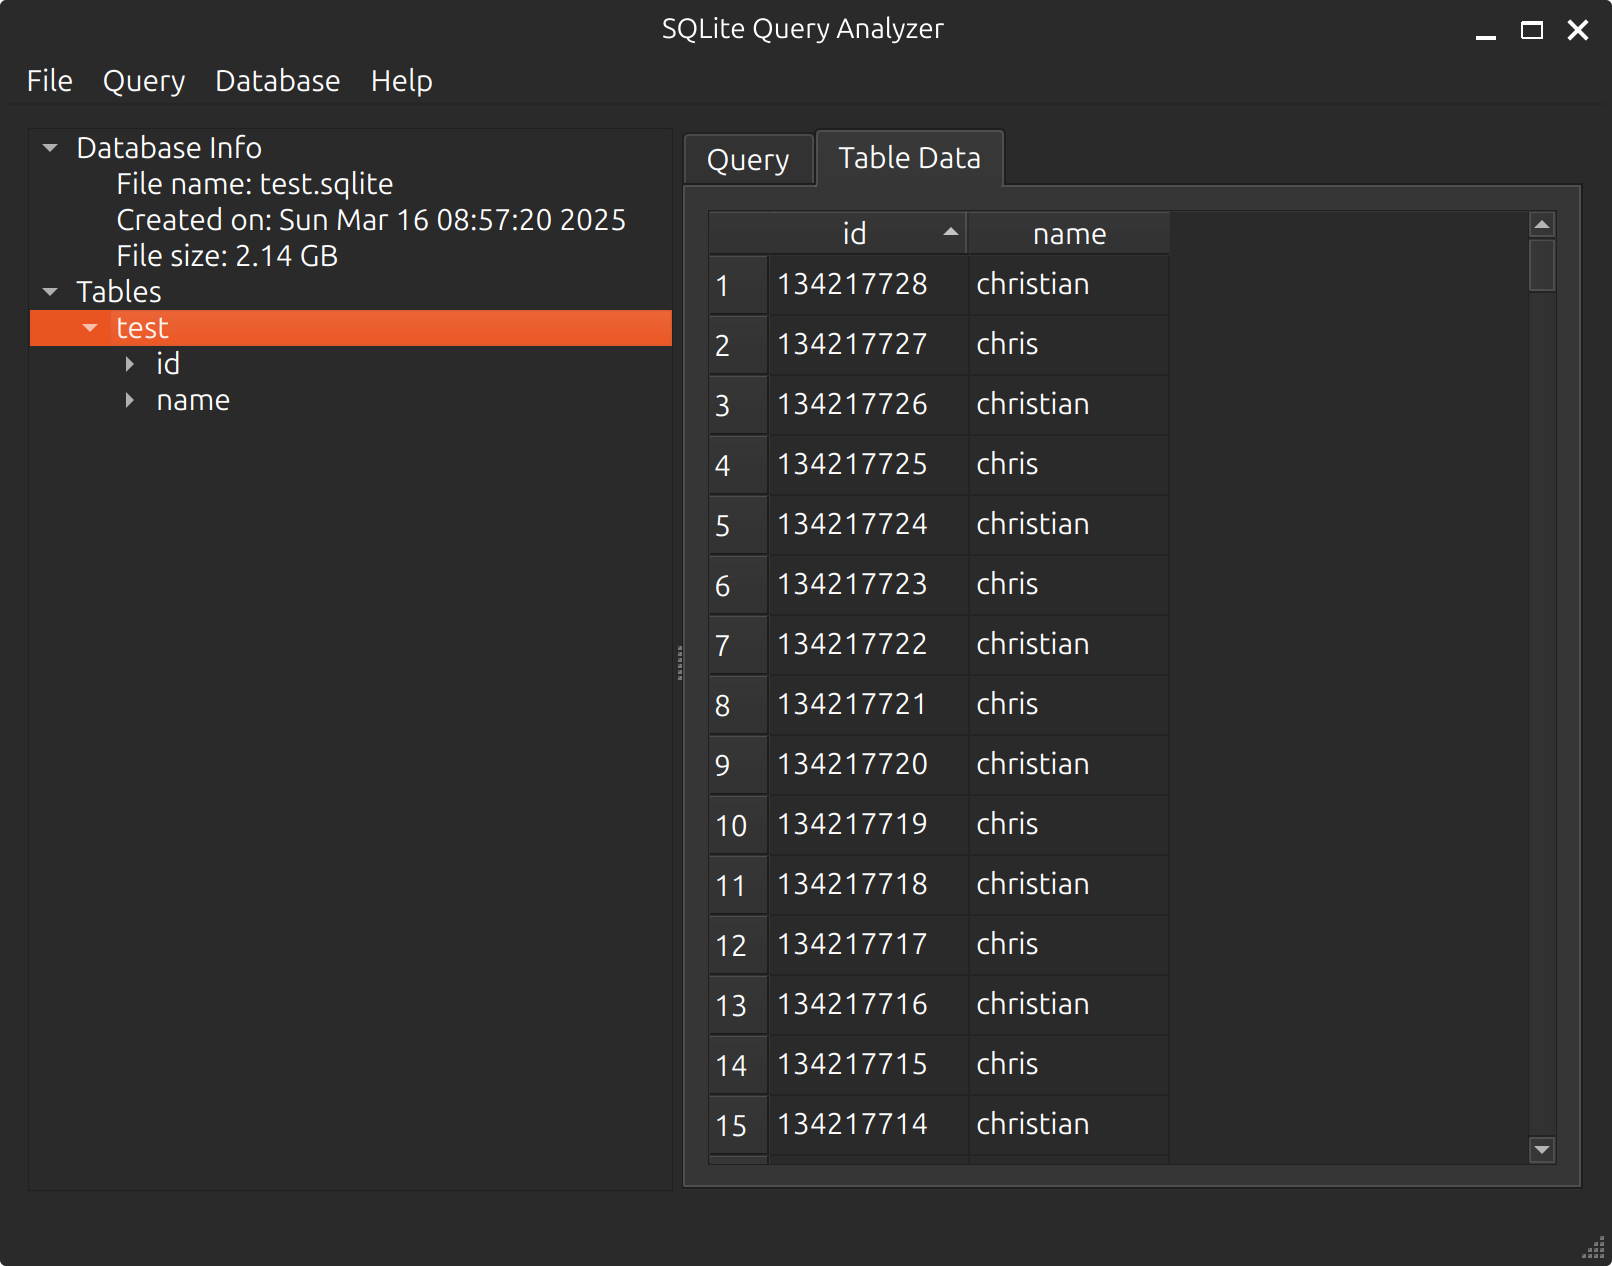 SQLite Query Analyzer
File Query Database Help
Database Info
File name: test.sqlite
Created on: Sun Mar 16 08:57:20 2025
File size: 2.14 GB
Tables
test
id
name
Query Table Data
id name
1 134217728 christian
2 134217727 chris
3 134217726 christian
4 134217725 chris
5 134217724 christian
6 134217723 chris
7 134217722 christian
8 134217721 chris
9 134217720 christian
10 134217719 chris
11 134217718 christian
12 134217717 chris
13 134217716 christian
14 134217715 chris
15 134217714 christian